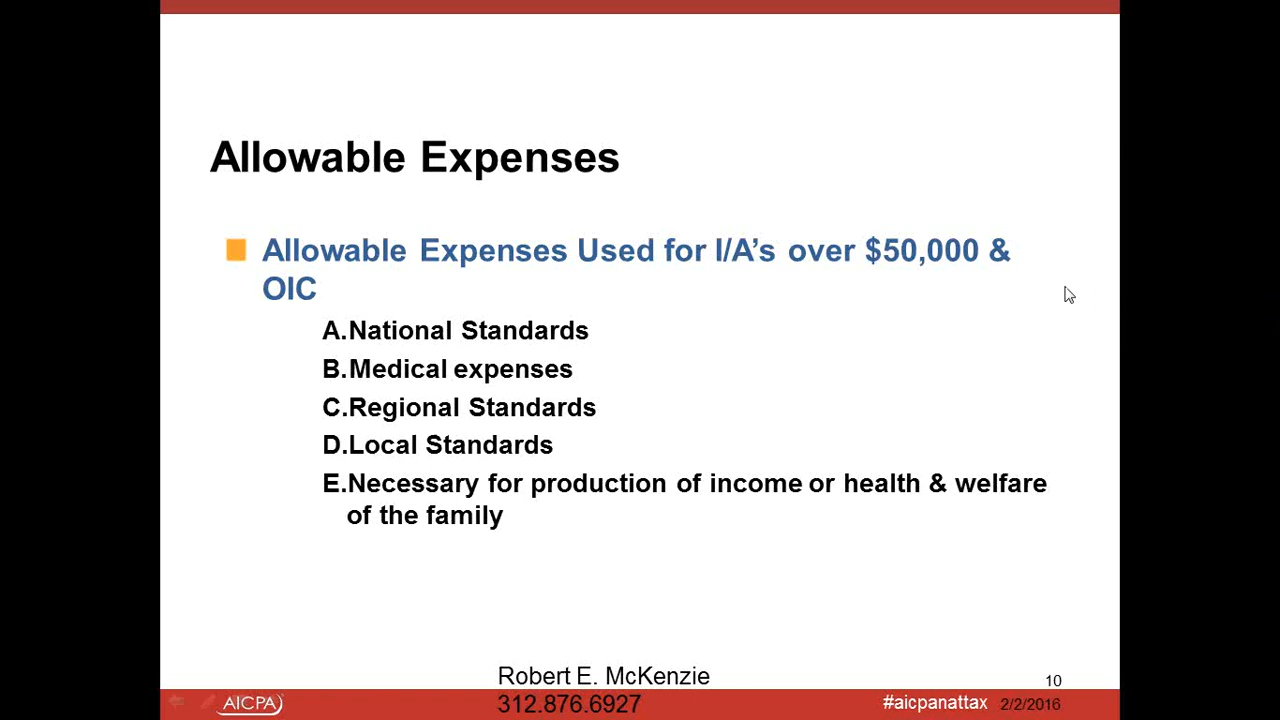 Allowable Expenses
Allowable Expenses Used for I/A’s over $50,000 &
OIC
A.National Standards
B.Medical expenses
C.Regional Standards
D.Local Standards
E.Necessary for production of income or health & welfare
of the family
Robert E. McKenzie
312.876.6927
10
AICPA
#aicpanattax 2/2/2016